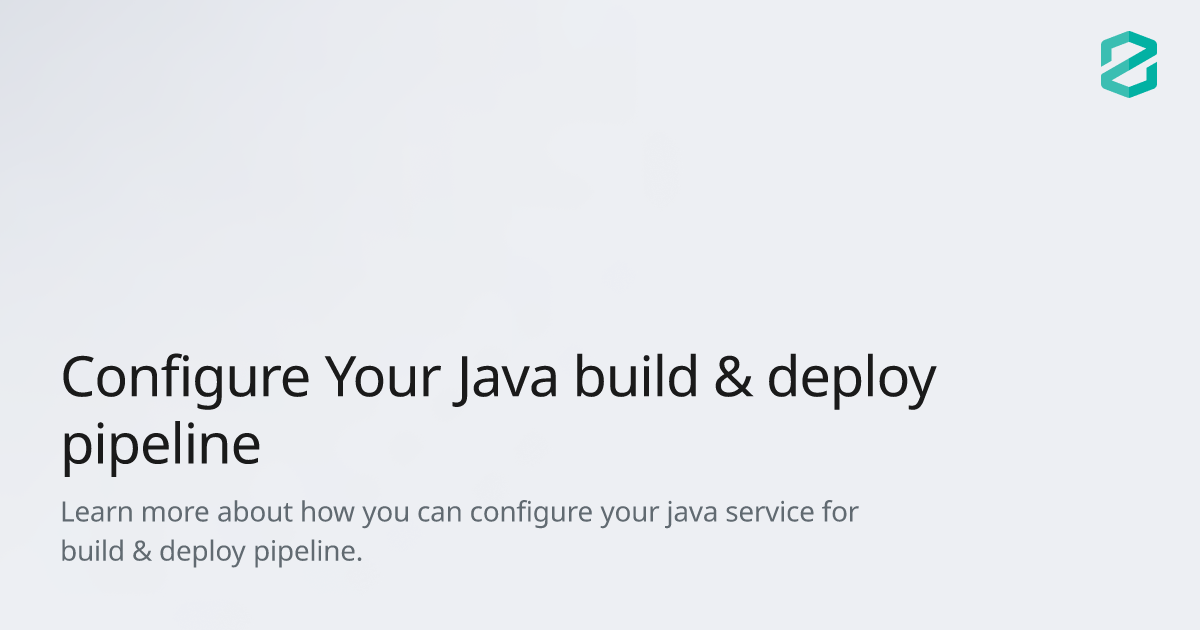 Configure Your Java build & deploy
pipeline
Learn more about how you can configure your java service for
build & deploy pipeline.